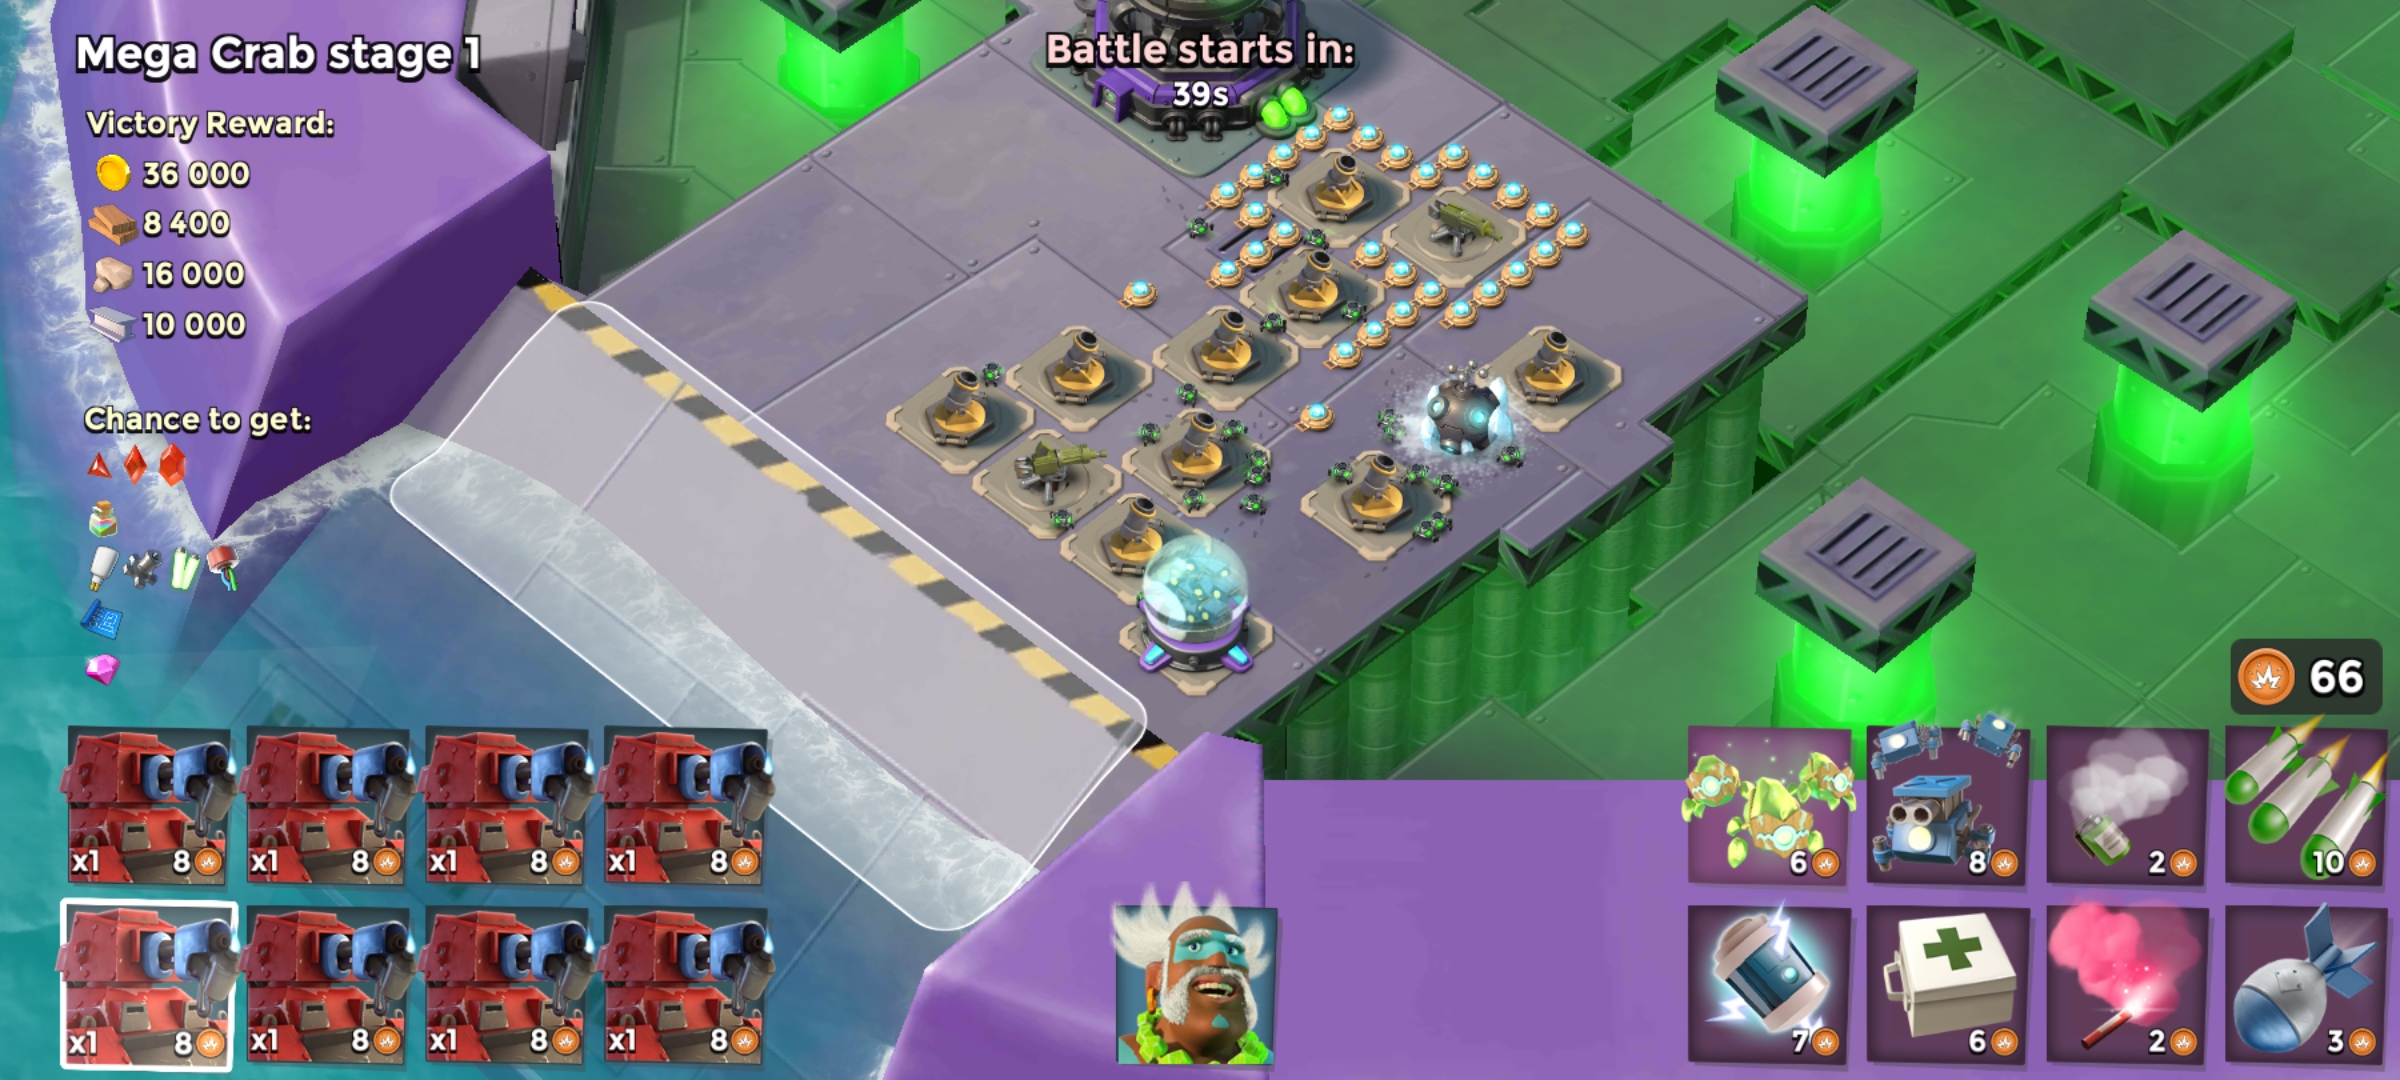 Mega Crab stage 1
Battle starts in:
39s
Victory Reward:
36 000
8 400
16 000
10 000
Chance to get:
66
x1 8
x1 8
x1 8
x1 8
6
8
2
10
x1 8
x1 8
x1 8
x1 8
7
6
2
3